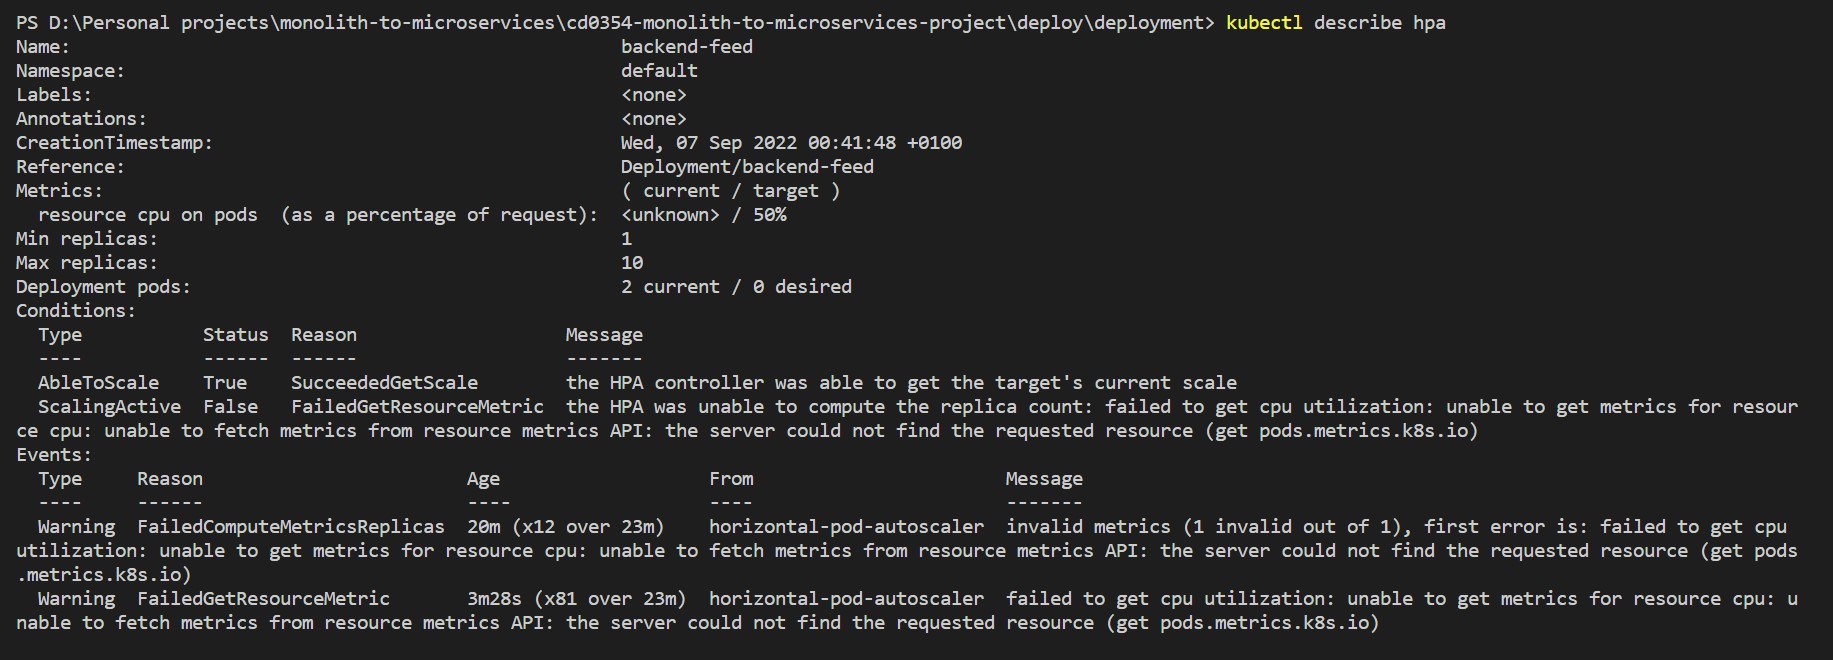 PS D:\Personal projects\monolith-to-microservices\cd0354-monolith-to-microservices-project\deploy\deployment> kubectl describe hpa
Name:                                                  backend-feed
Namespace:                                             default
Labels:                                                <none>
Annotations:                                           <none>
CreationTimestamp:                                     Wed, 07 Sep 2022 00:41:48 +0100
Reference:                                             Deployment/backend-feed
Metrics:                                               ( current / target )
  resource cpu on pods  (as a percentage of request):  <unknown> / 50%
Min replicas:                                          1
Max replicas:                                          10
Deployment pods:                                       2 current / 0 desired
Conditions:
  Type           Status  Reason                   Message
  ----           ------  ------                   -------
  AbleToScale    True    SucceededGetScale        the HPA controller was able to get the target's current scale
  ScalingActive  False   FailedGetResourceMetric  the HPA was unable to compute the replica count: failed to get cpu utilization: unable to get metrics for resour
ce cpu: unable to fetch metrics from resource metrics API: the server could not find the requested resource (get pods.metrics.k8s.io)
Events:
  Type     Reason                        Age                   From                       Message
  ----     ------                        ----                  ----                       -------
  Warning  FailedComputeMetricsReplicas  20m (x12 over 23m)    horizontal-pod-autoscaler  invalid metrics (1 invalid out of 1), first error is: failed to get cpu
utilization: unable to get metrics for resource cpu: unable to fetch metrics from resource metrics API: the server could not find the requested resource (get pods
.metrics.k8s.io)
  Warning  FailedGetResourceMetric       3m28s (x81 over 23m)  horizontal-pod-autoscaler  failed to get cpu utilization: unable to get metrics for resource cpu: u
nable to fetch metrics from resource metrics API: the server could not find the requested resource (get pods.metrics.k8s.io)